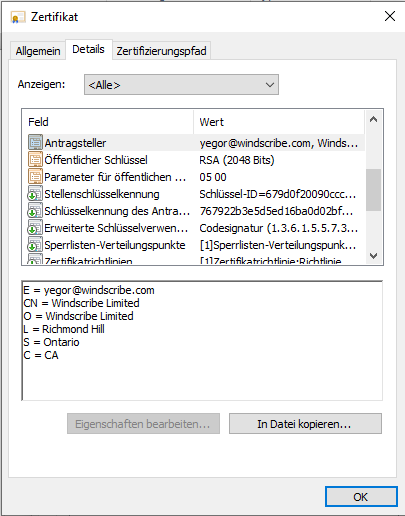 Zertifikat
Allgemein Details Zertifizierungspfad
Anzeigen: <Alle>
Feld Wert
Antragsteller yegor@windscribe.com, Winds...
Öffentlicher Schlüssel RSA (2048 Bits)
Parameter für öffentlichen ... 05 00
Stellenschlüsselkennung Schlüssel-ID=679d0f20090ccc...
Schlüsselkennung des Antra... 767922b3e5d5ed16ba0d02bf...
Erweiterte Schlüsselverwen... Codesignatur (1.3.6.1.5.5.7.3...
Sperrlisten-Verteilungspunkte [1]Sperrlisten-Verteilungspunk...
Zertifikatrichtlinien [1]Zertifikatrichtlinie:Richtlinie...
E = yegor@windscribe.com
CN = Windscribe Limited
O = Windscribe Limited
L = Richmond Hill
S = Ontario
C = CA
Eigenschaften bearbeiten... In Datei kopieren...
OK